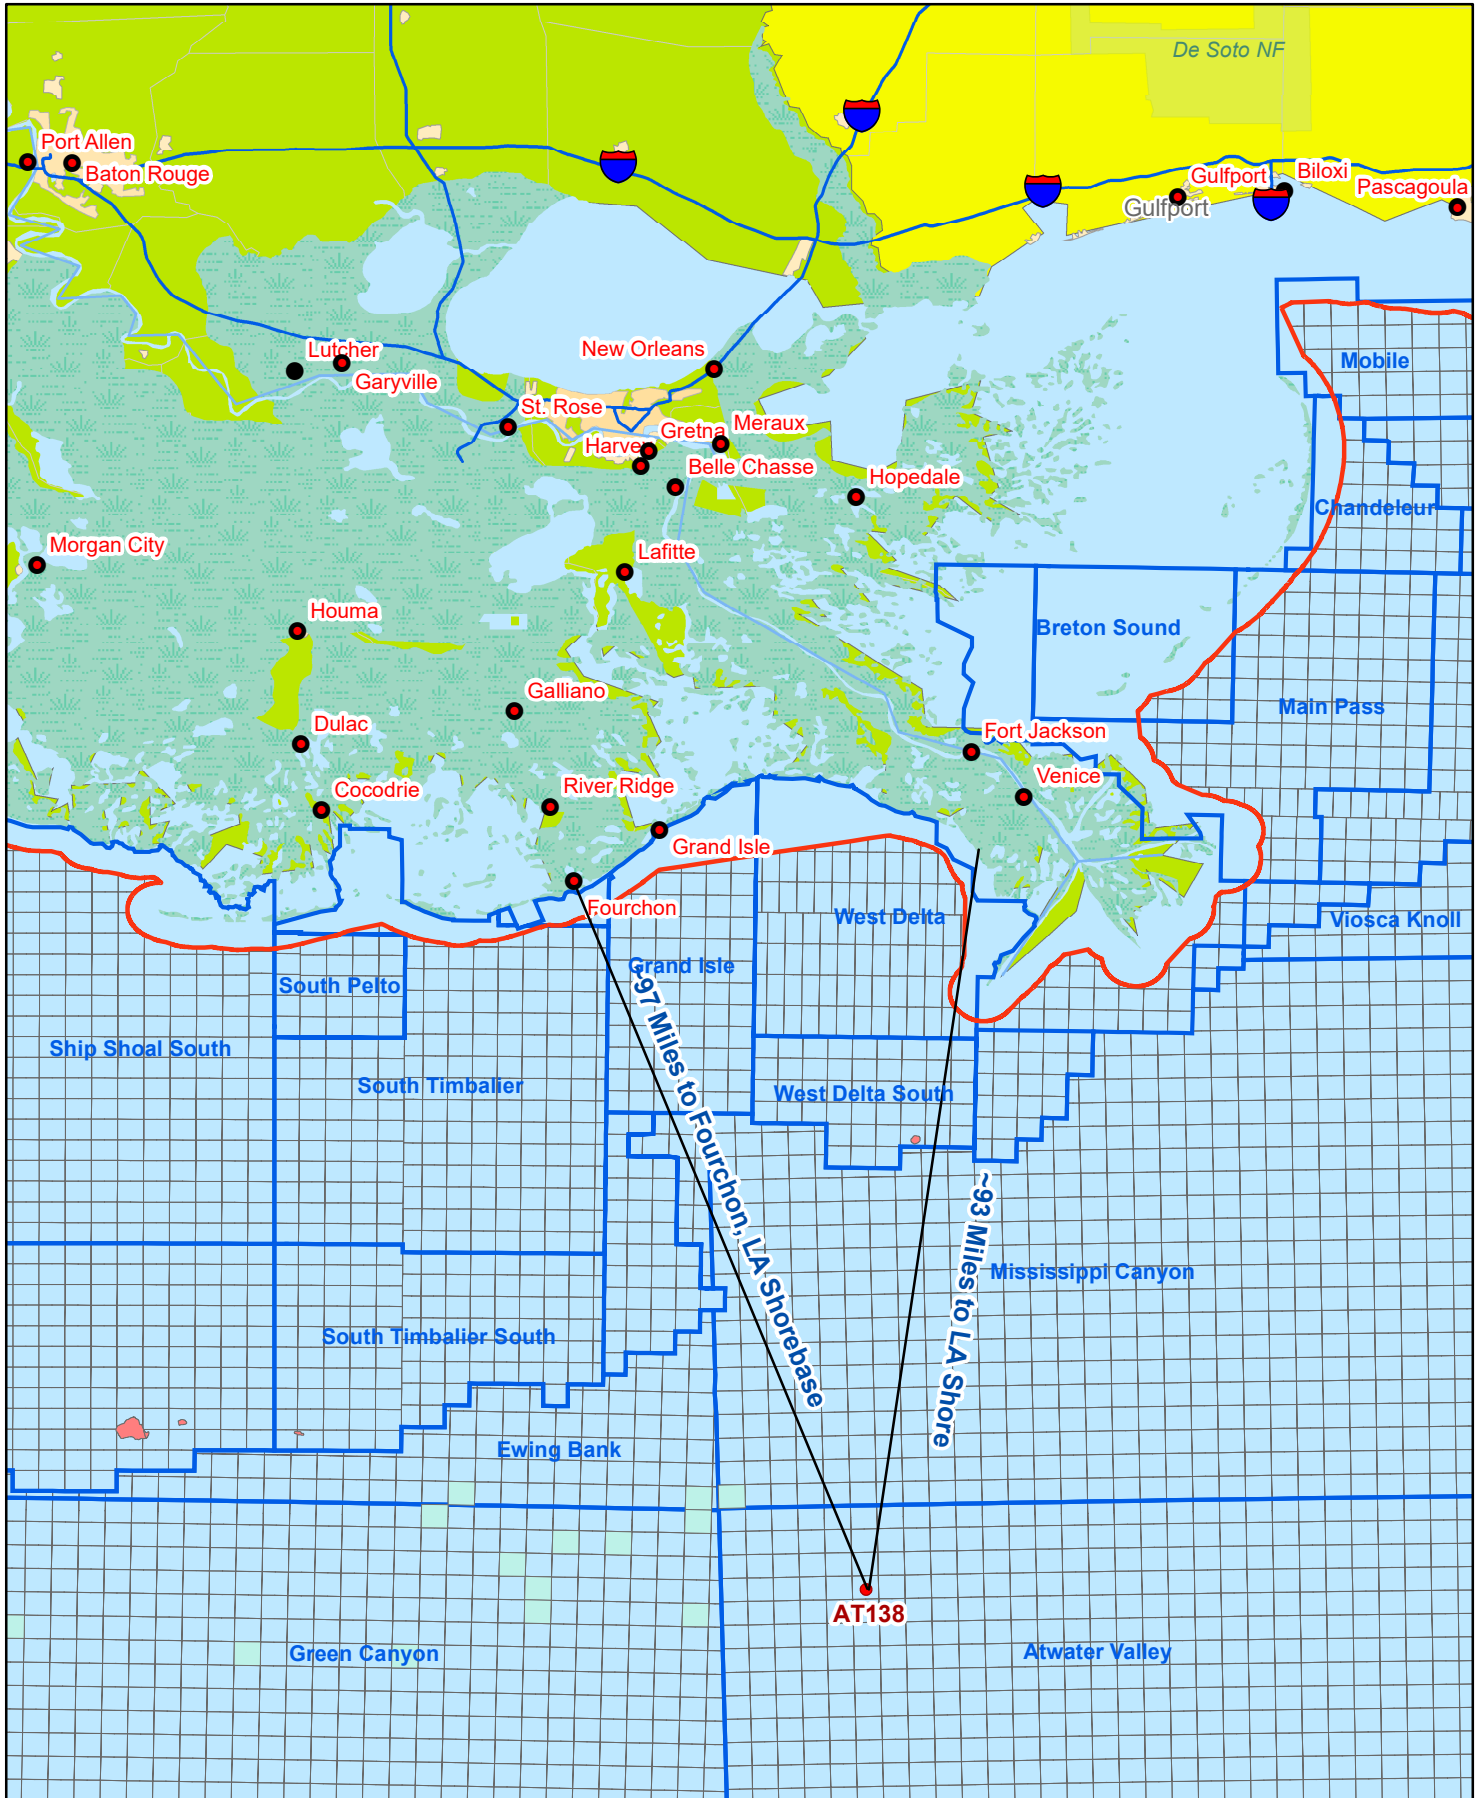 De Soto NF
Port Allen
Baton Rouge
Gulfport
Biloxi
Pascagoula
Gulfport
Lutcher
Garyville
New Orleans
Mobile
St. Rose
Gretna
Meraux
Harvey
Belle Chasse
Hopedale
Chandeleur
Morgan City
Lafitte
Houma
Breton Sound
Galliano
Main Pass
Dulac
Fort Jackson
Venice
Cocodrie
River Ridge
Grand Isle
Fourchon
West Delta
Viosca Knoll
Grand Isle
South Pelto
Ship Shoal South
South Timbalier
West Delta South
~97 Miles to Fourchon, LA Shorebase
~93 Miles to LA Shore
Mississippi Canyon
South Timbalier South
Ewing Bank
AT138
Green Canyon
Atwater Valley